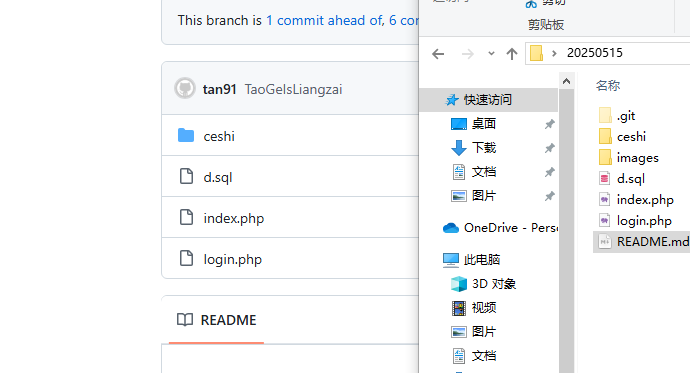 This branch is 1 commit ahead of, 6 com
tan91 TaoGeIsLiangzai
ceshi
d.sql
index.php
login.php
README
剪切
剪贴板
20250515
名称
快速访问
桌面
下载
文档
图片
OneDrive - Perso
此电脑
3D 对象
视频
图片
文档
.git
ceshi
images
d.sql
index.php
login.php
README.md